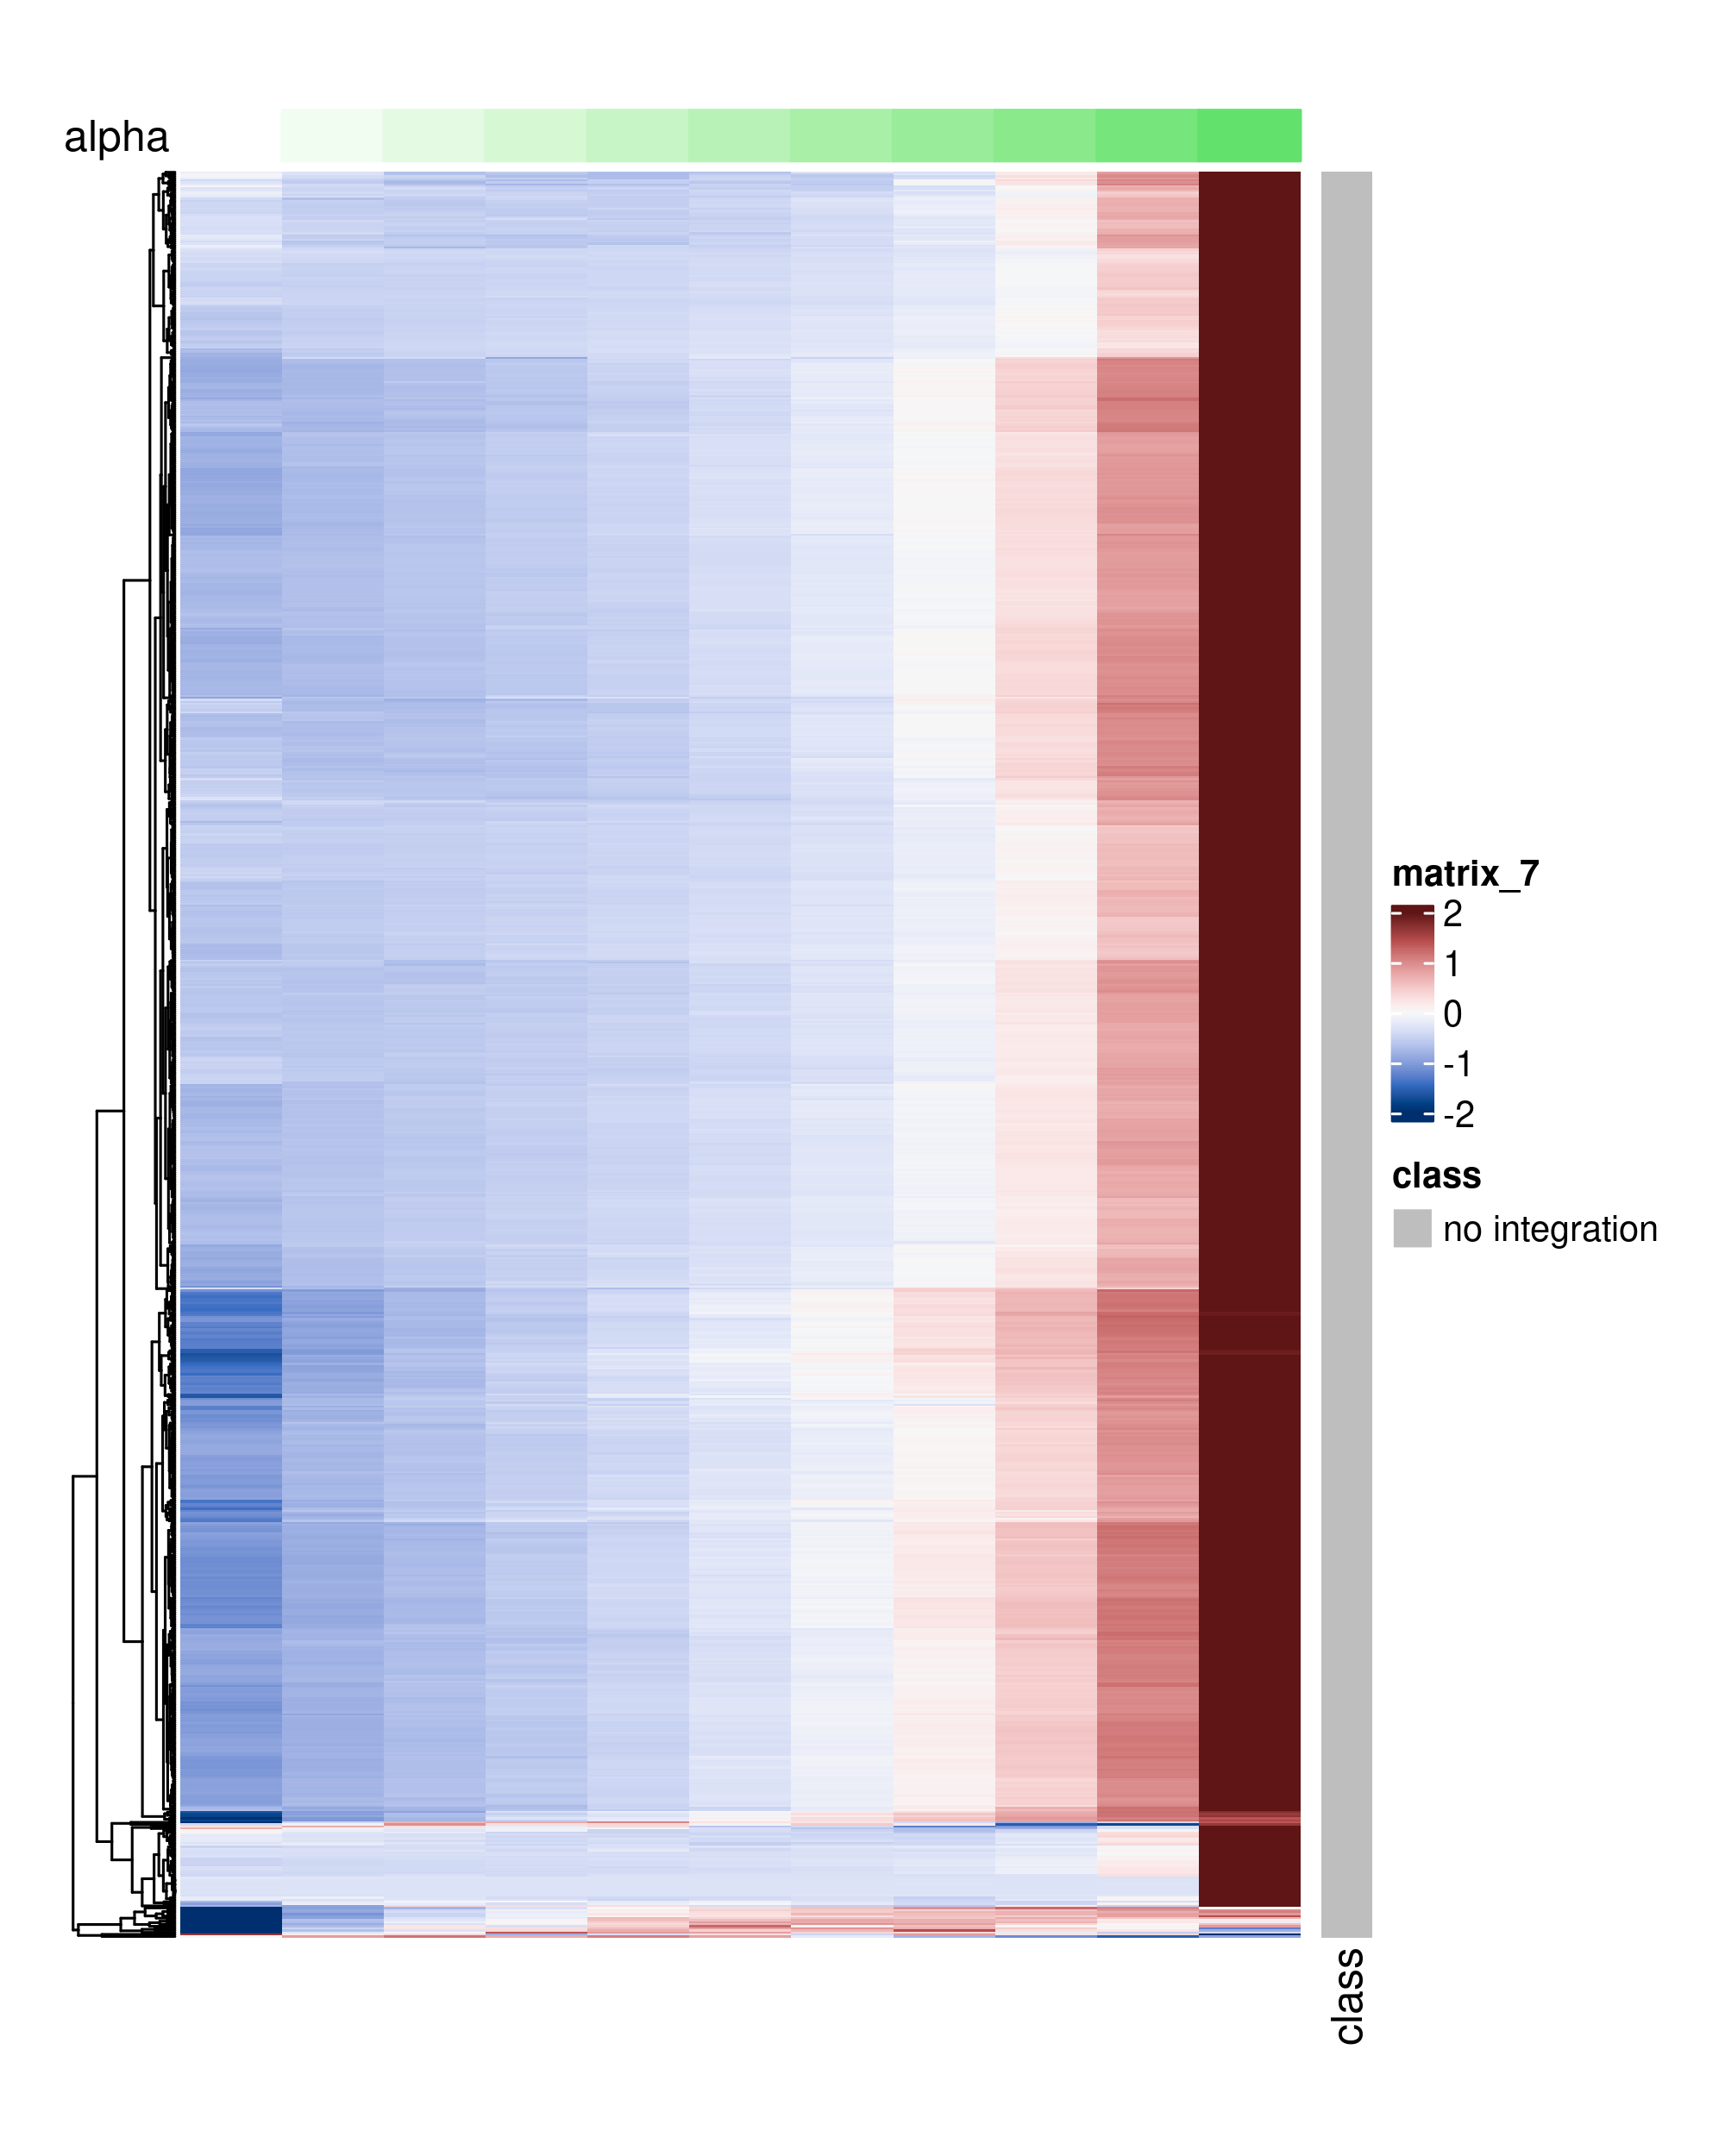 alpha
matrix_7
2
1
0
-1
-2
class
no integration
class